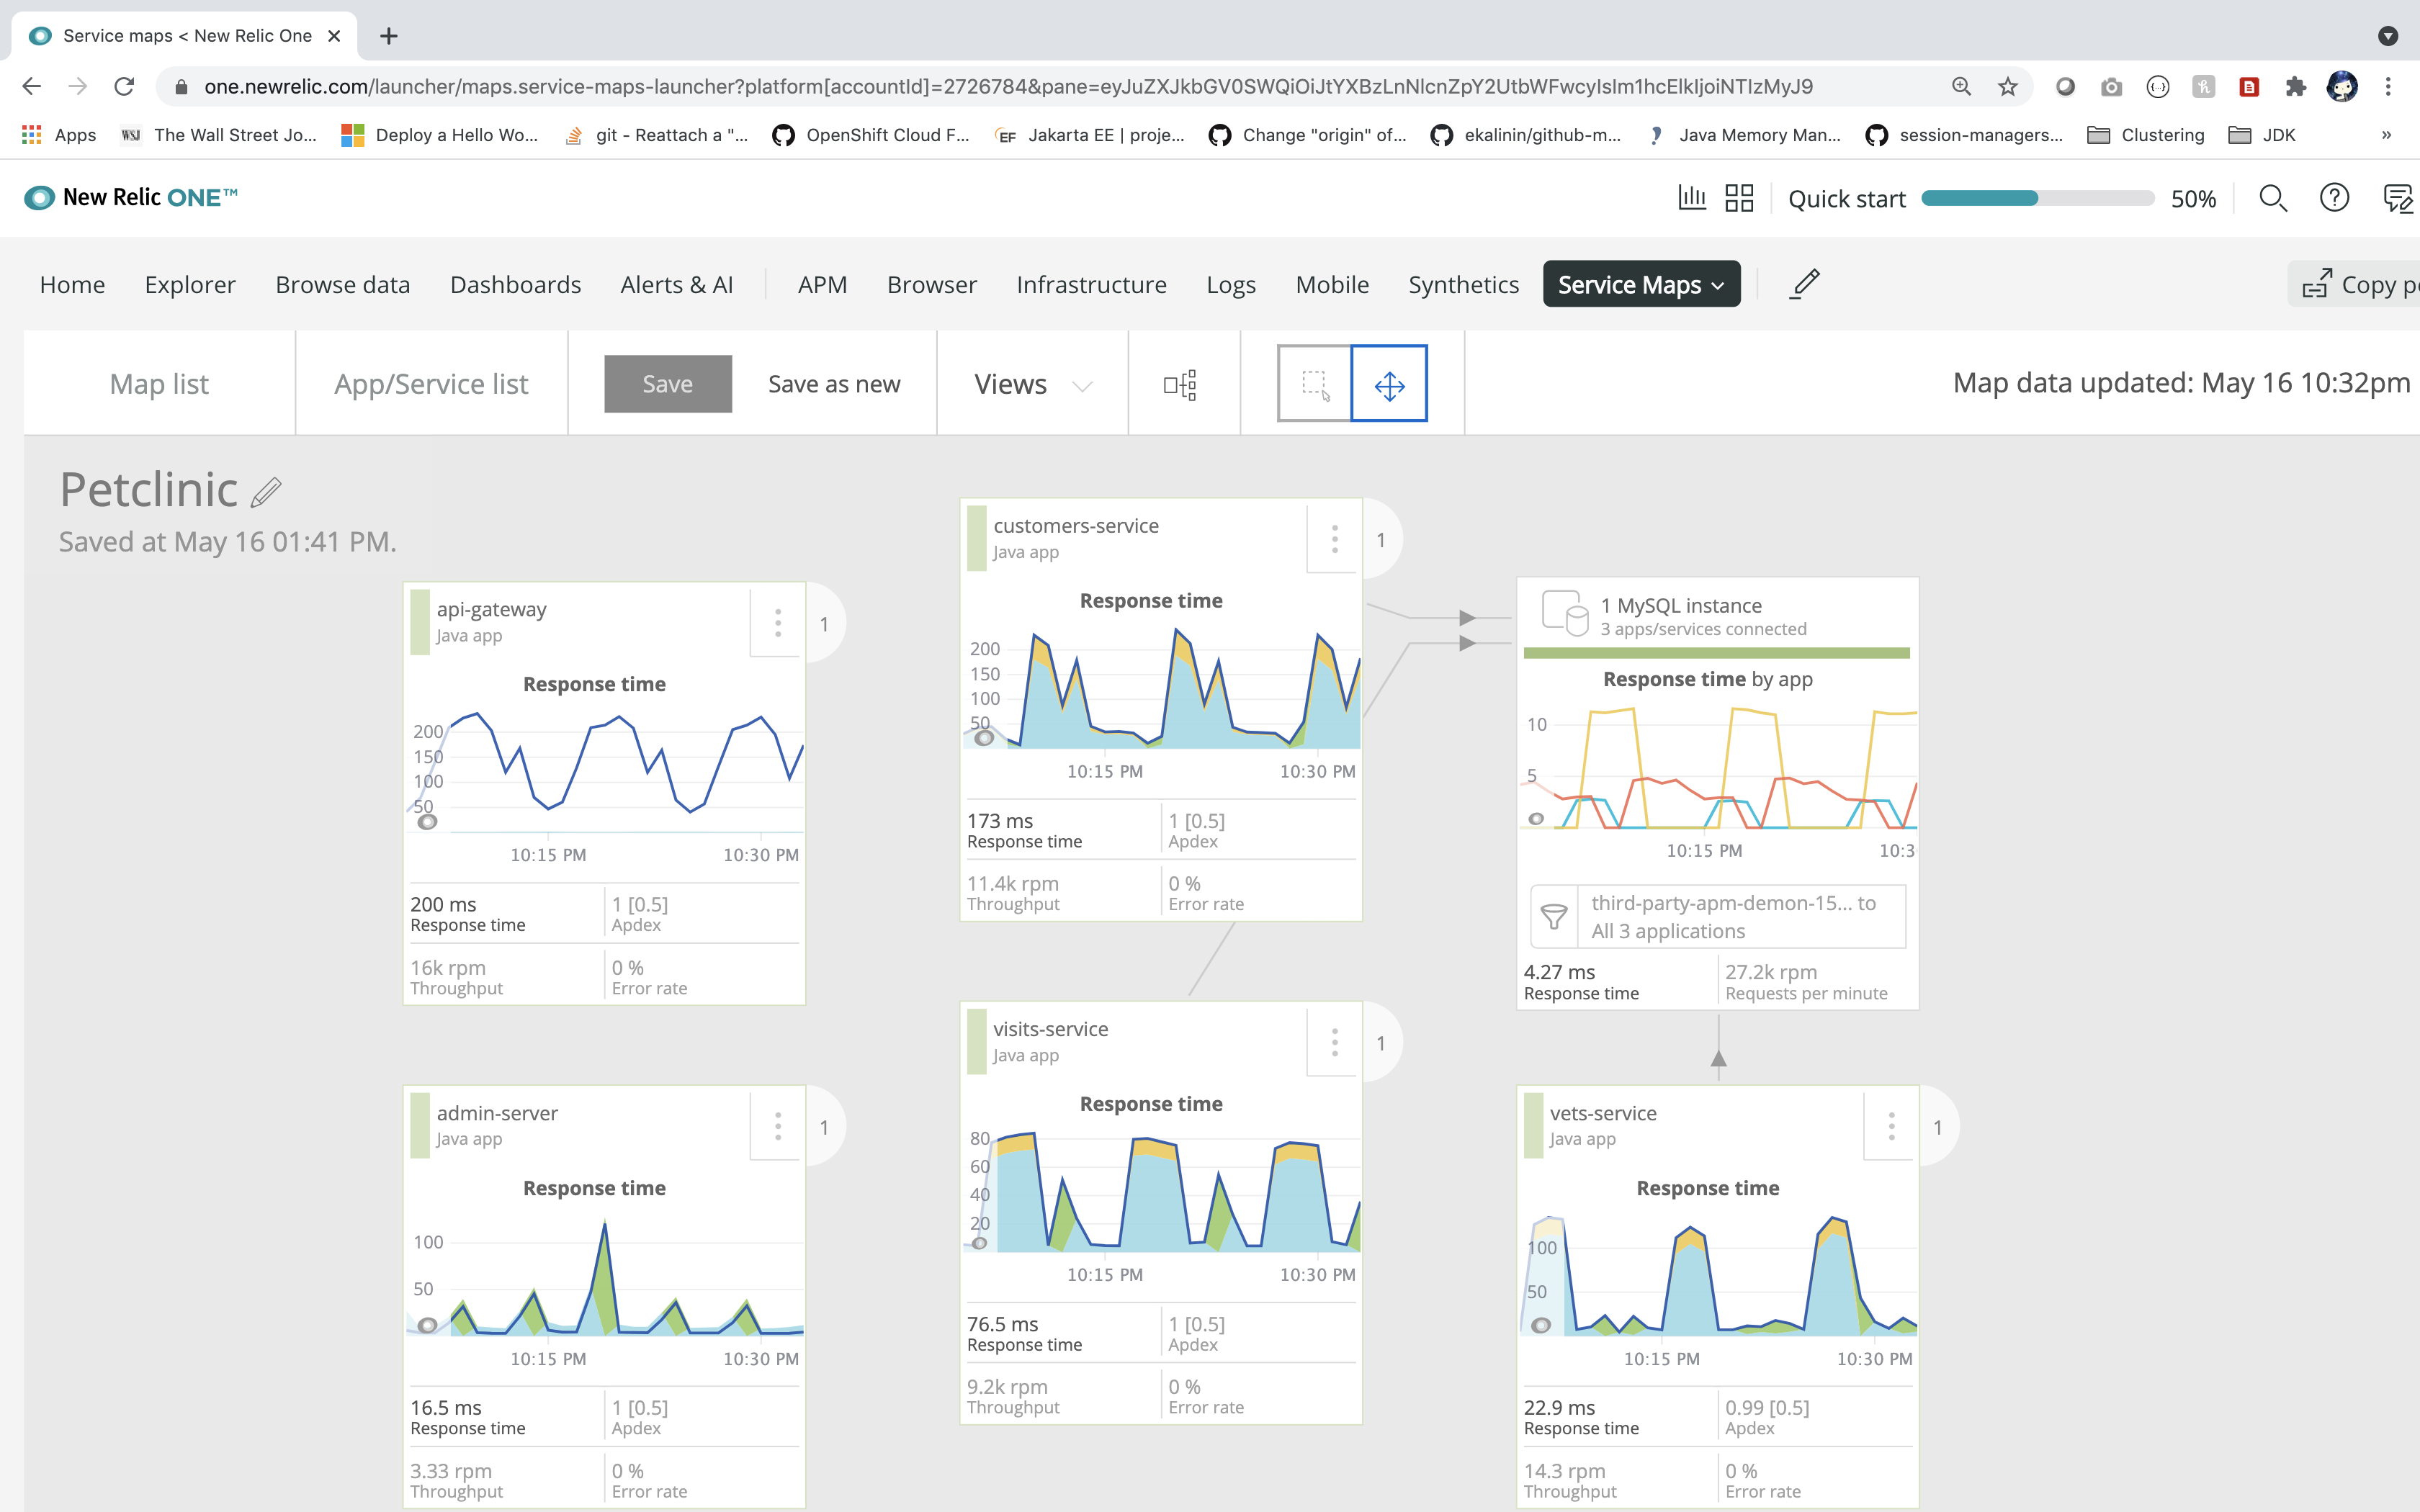 Service maps < New Relic One
one.newrelic.com/launcher/maps.service-maps-launcher?platform[accountId]=2726784&pane=eyJuZXJkbGV0SWQiOiJtYXBzLnNlcnZpY2UtbWFwcyIsIm1hcElkIjoiNTIzMyJ9
Apps
WSJ The Wall Street Jo...
Deploy a Hello Wo...
git - Reattach a "...
OpenShift Cloud F...
EF Jakarta EE | proje...
Change "origin" of...
ekalinin/github-m...
Java Memory Man...
session-managers...
Clustering
JDK
»
New Relic ONE™
Quick start 50%
Home Explorer Browse data Dashboards Alerts & AI APM Browser Infrastructure Logs Mobile Synthetics Service Maps
Copy pe
Map list App/Service list Save Save as new Views
Map data updated: May 16 10:32pm
Petclinic
Saved at May 16 01:41 PM.
api-gateway
Java app
1
Response time
200
150
100
50
10:15 PM 10:30 PM
200 ms 1 [0.5]
Response time Apdex
16k rpm 0 %
Throughput Error rate
admin-server
Java app
1
Response time
100
50
10:15 PM 10:30 PM
16.5 ms 1 [0.5]
Response time Apdex
3.33 rpm 0 %
Throughput Error rate
customers-service
Java app
1
Response time
200
150
100
50
10:15 PM 10:30 PM
173 ms 1 [0.5]
Response time Apdex
11.4k rpm 0 %
Throughput Error rate
visits-service
Java app
1
Response time
80
60
40
20
10:15 PM 10:30 PM
76.5 ms 1 [0.5]
Response time Apdex
9.2k rpm 0 %
Throughput Error rate
1 MySQL instance
3 apps/services connected
Response time by app
10
5
10:15 PM 10:3
third-party-apm-demon-15... to
All 3 applications
4.27 ms 27.2k rpm
Response time Requests per minute
vets-service
Java app
1
Response time
100
50
10:15 PM 10:30 PM
22.9 ms 0.99 [0.5]
Response time Apdex
14.3 rpm 0 %
Throughput Error rate